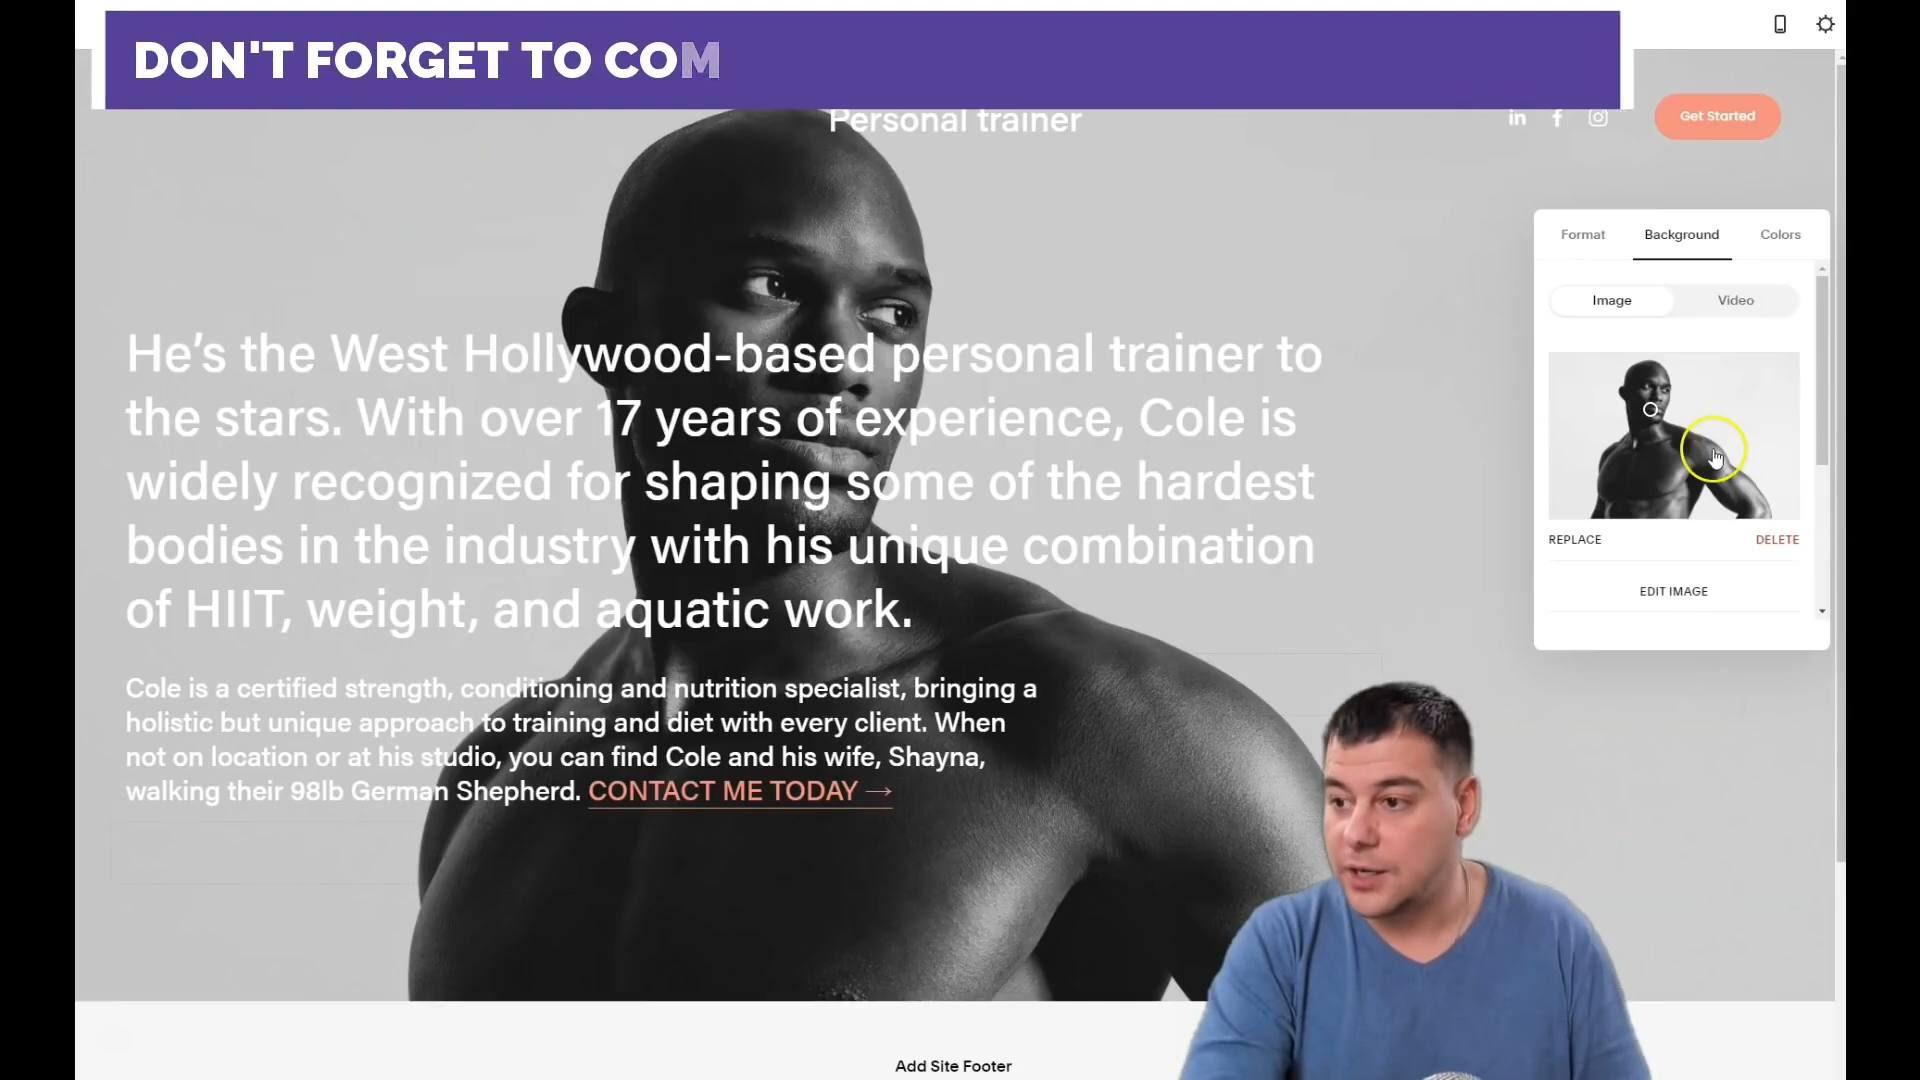 DON'T FORGET TO COM
Personal trainer
in
Get Started
Format Background Colors
Image Video
He's the West Hollywood-based personal trainer to
the stars. With over 17 years of experience, Cole is
widely recognized for shaping some of the hardest
bodies in the industry with his unique combination
of HIIT, weight, and aquatic work.
REPLACE DELETE
EDIT IMAGE
Cole is a certified strength, conditioning and nutrition specialist, bringing a
holistic but unique approach to training and diet with every client. When
not on location or at his studio, you can find Cole and his wife, Shayna,
walking their 98lb German Shepherd. CONTACT ME TODAY →
Add Site Footer